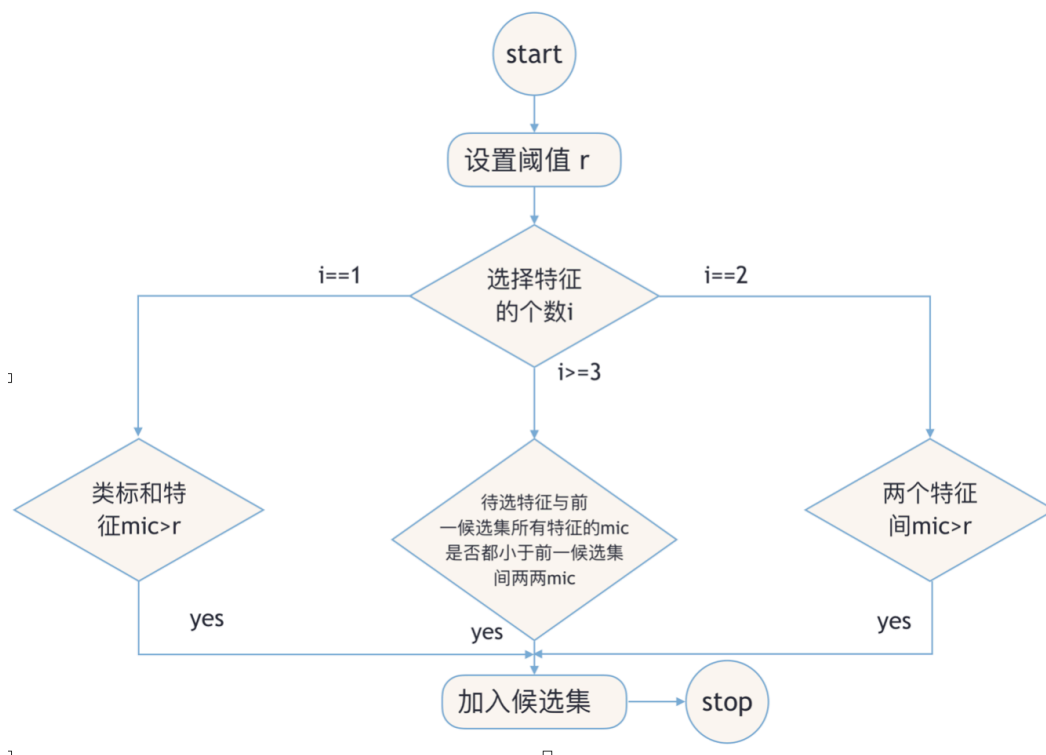 start
设置阈值 r
选择特征
的个数i
i==1
i==2
i>=3
类标和特
征mic>r
待选特征与前
一候选集所有特征的mic
是否都小于前一候选集
间两两mic
两个特征
间mic>r
yes
yes
yes
加入候选集
stop